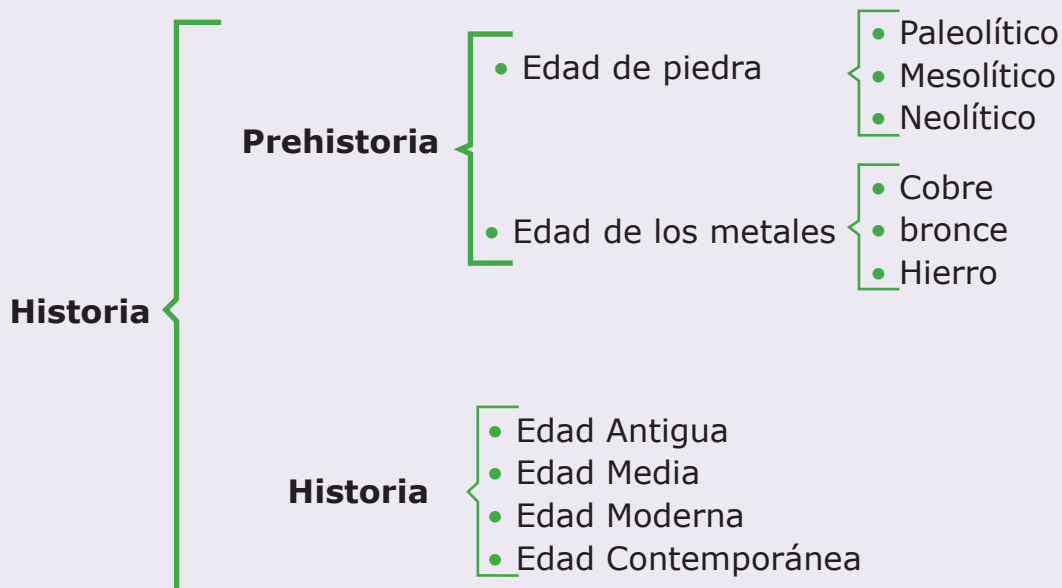 Historia
Prehistoria
• Edad de piedra
• Paleolítico
• Mesolítico
• Neolítico
• Edad de los metales
• Cobre
• bronce
• Hierro
Historia
• Edad Antigua
• Edad Media
• Edad Moderna
• Edad Contemporánea